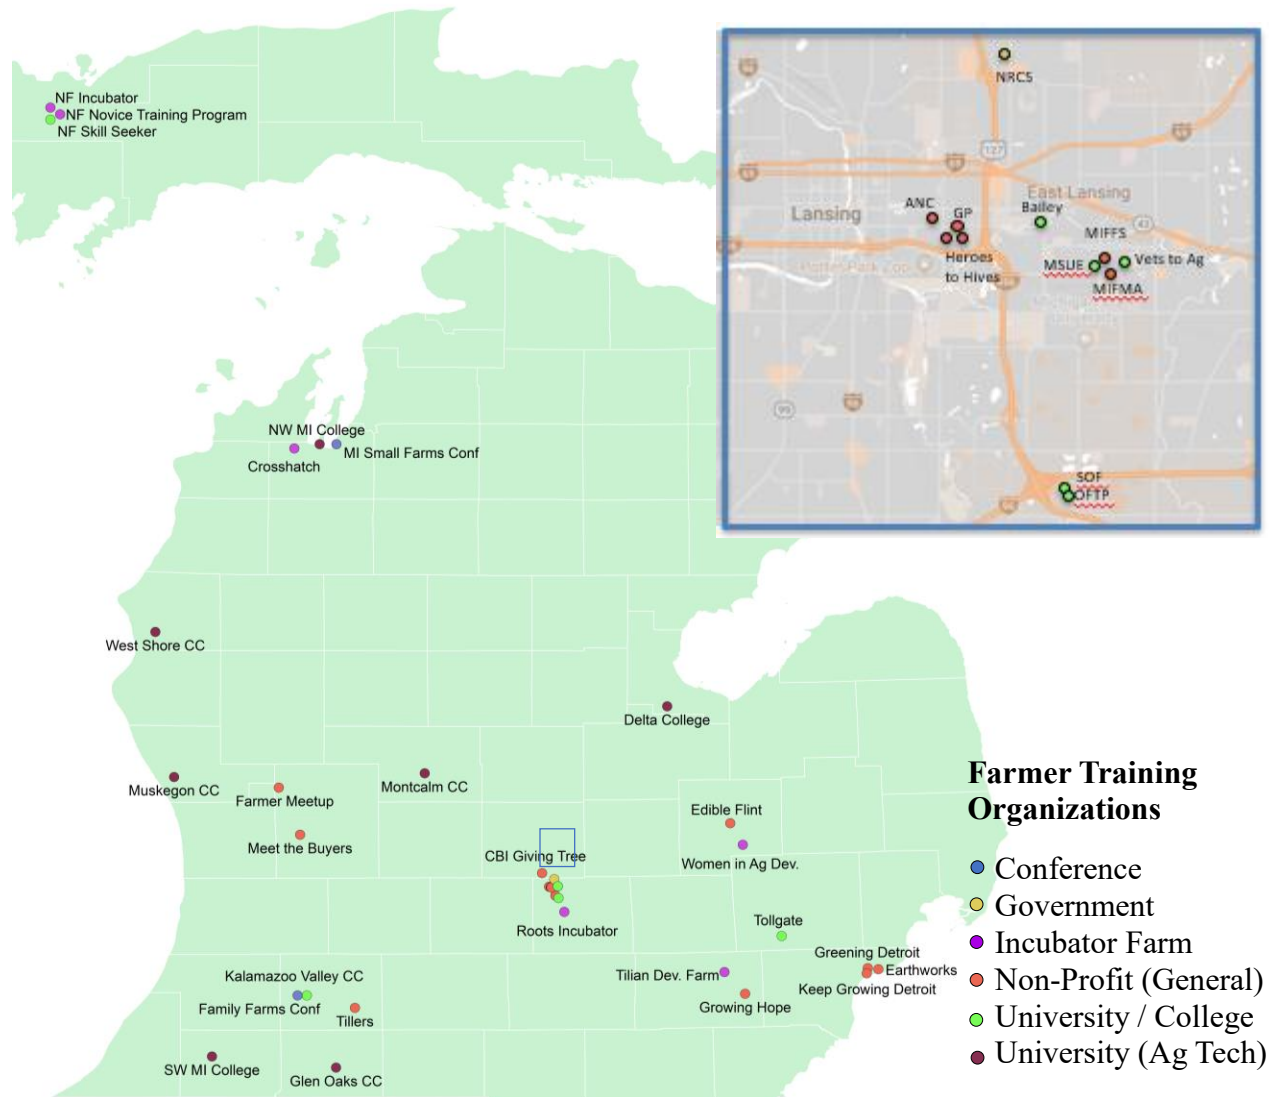 NF Incubator
NF Novice Training Program
NF Skill Seeker
NRCS
127
East Lansing
ANC
GP
Bailey
Lansing
43
MIFFS
Heroes
to Hives
MSUE
Vets to Ag
MIFMA
99
SOF
OFTP
NW MI College
MI Small Farms Conf
Crosshatch
West Shore CC
Delta College
Muskegon CC
Montcalm CC
Farmer Meetup
Edible Flint
Meet the Buyers
CBI Giving Tree
Women in Ag Dev.
Roots Incubator
Tollgate
Greening Detroit
Earthworks
Keep Growing Detroit
Tilian Dev. Farm
Growing Hope
Kalamazoo Valley CC
Family Farms Conf
Tillers
SW MI College
Glen Oaks CC
Farmer Training
Organizations
Conference
Government
Incubator Farm
Non-Profit (General)
University / College
University (Ag Tech)